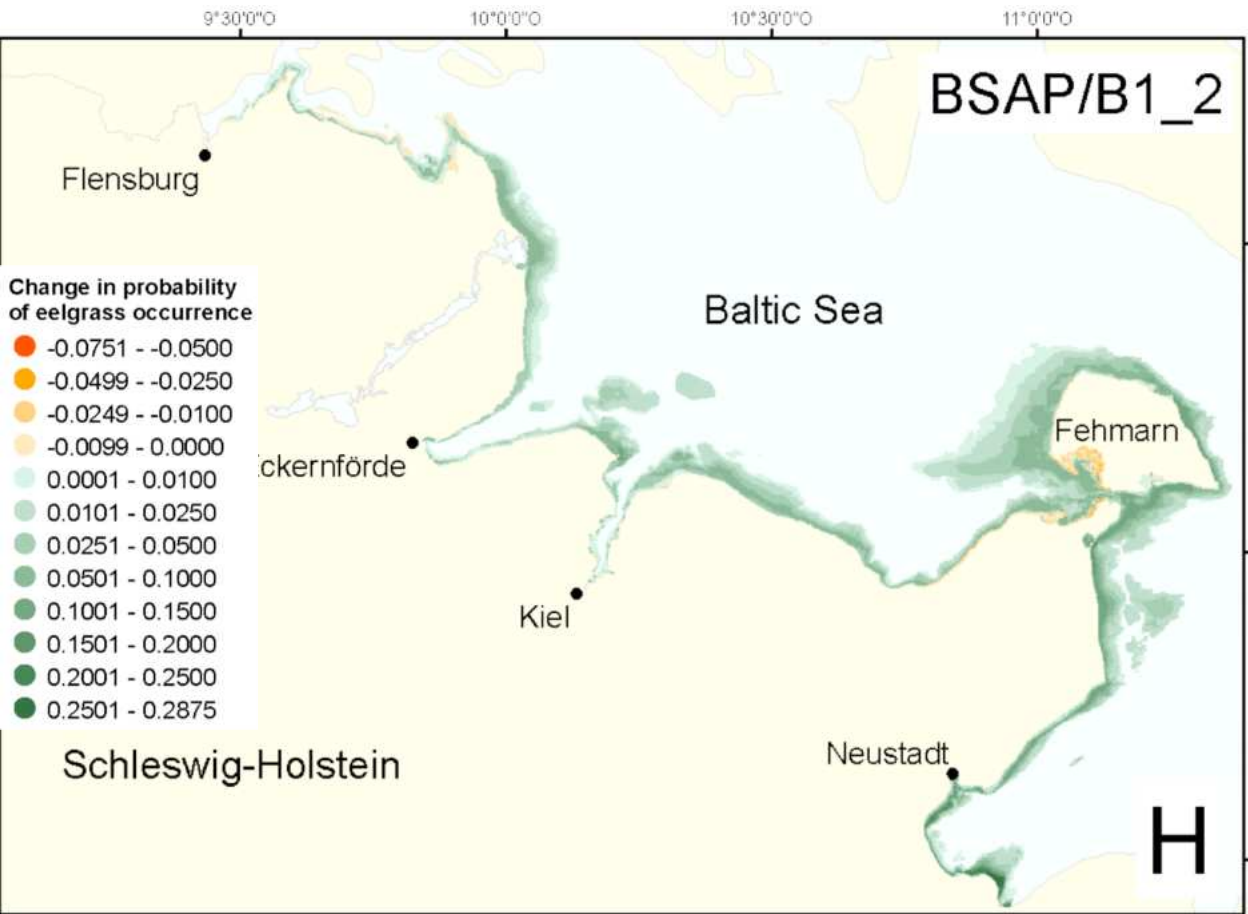 9°30'0"O 10°0'0"O 10°30'0"O 11°0'0"O
BSAP/B1_2
Flensburg
Change in probability
of eelgrass occurrence
-0.0751 - -0.0500
-0.0499 - -0.0250
-0.0249 - -0.0100
-0.0099 - 0.0000
0.0001 - 0.0100
0.0101 - 0.0250
0.0251 - 0.0500
0.0501 - 0.1000
0.1001 - 0.1500
0.1501 - 0.2000
0.2001 - 0.2500
0.2501 - 0.2875
Baltic Sea
Fehmarn
ckernförde
Kiel
Neustadt
Schleswig-Holstein
H